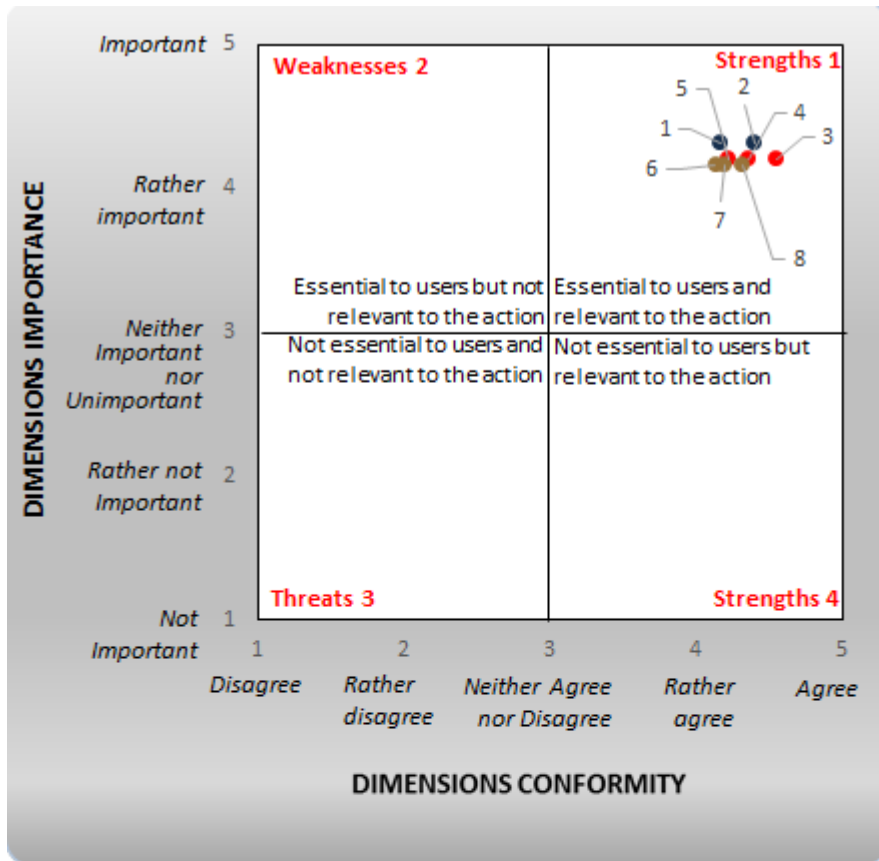 Important 5
Weaknesses 2
Strengths 1
5
2
4
1
3
6
7
8
Rather
important
4
Essential to users but not
relevant to the action
Essential to users and
relevant to the action
Neither
Important
nor
Unimportant
3
Not essential to users and
not relevant to the action
Not essential to users but
relevant to the action
Rather not
Important
2
Threats 3
Strengths 4
Not
Important
1
DIMENSIONS IMPORTANCE
1 2 3 4 5
Disagree
Rather
disagree
Neither Agree
nor Disagree
Rather
agree
Agree
DIMENSIONS CONFORMITY